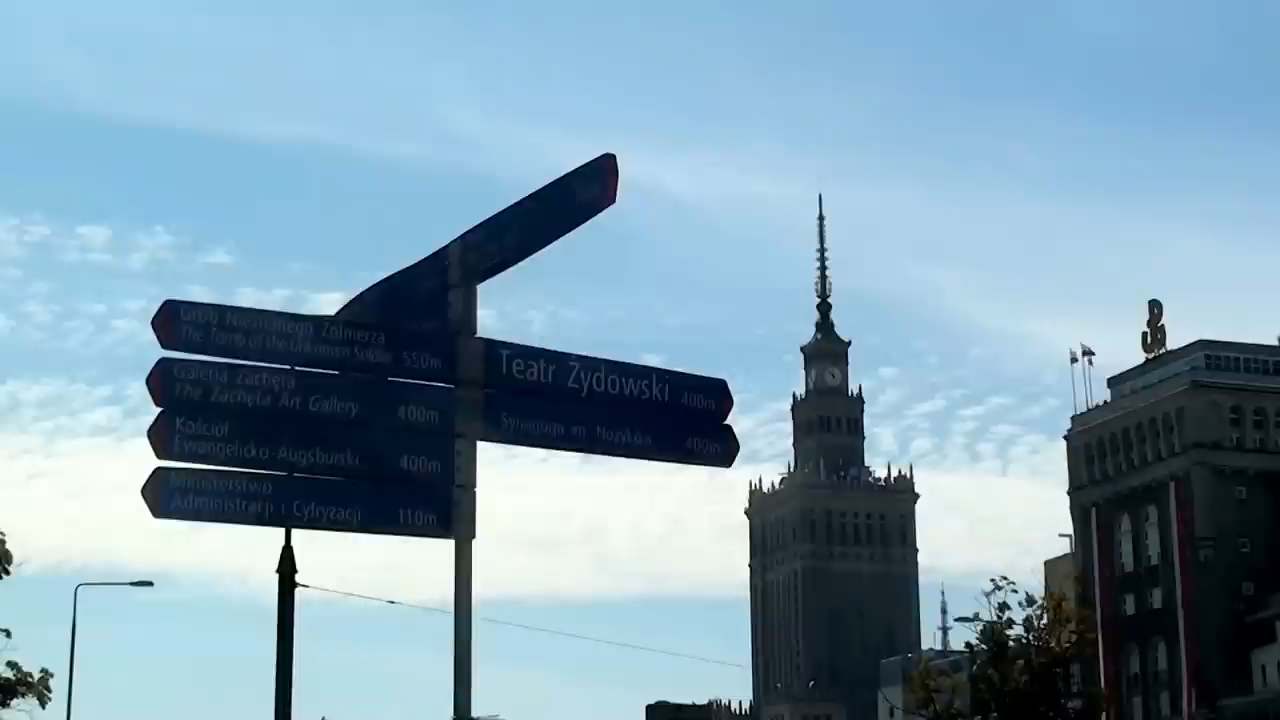 Grób Nieznanego Żołnierza
The Tomb of the Unknown Soldier 550m
Galeria Zachęta
The Zachęta Art Gallery 400m
Kościół
Ewangelicko-Augsburski 400m
Ministerstwo
Administracji i Cyfryzacji 110m
Teatr Żydowski 400m
Synagoga im. Nożyków 400m